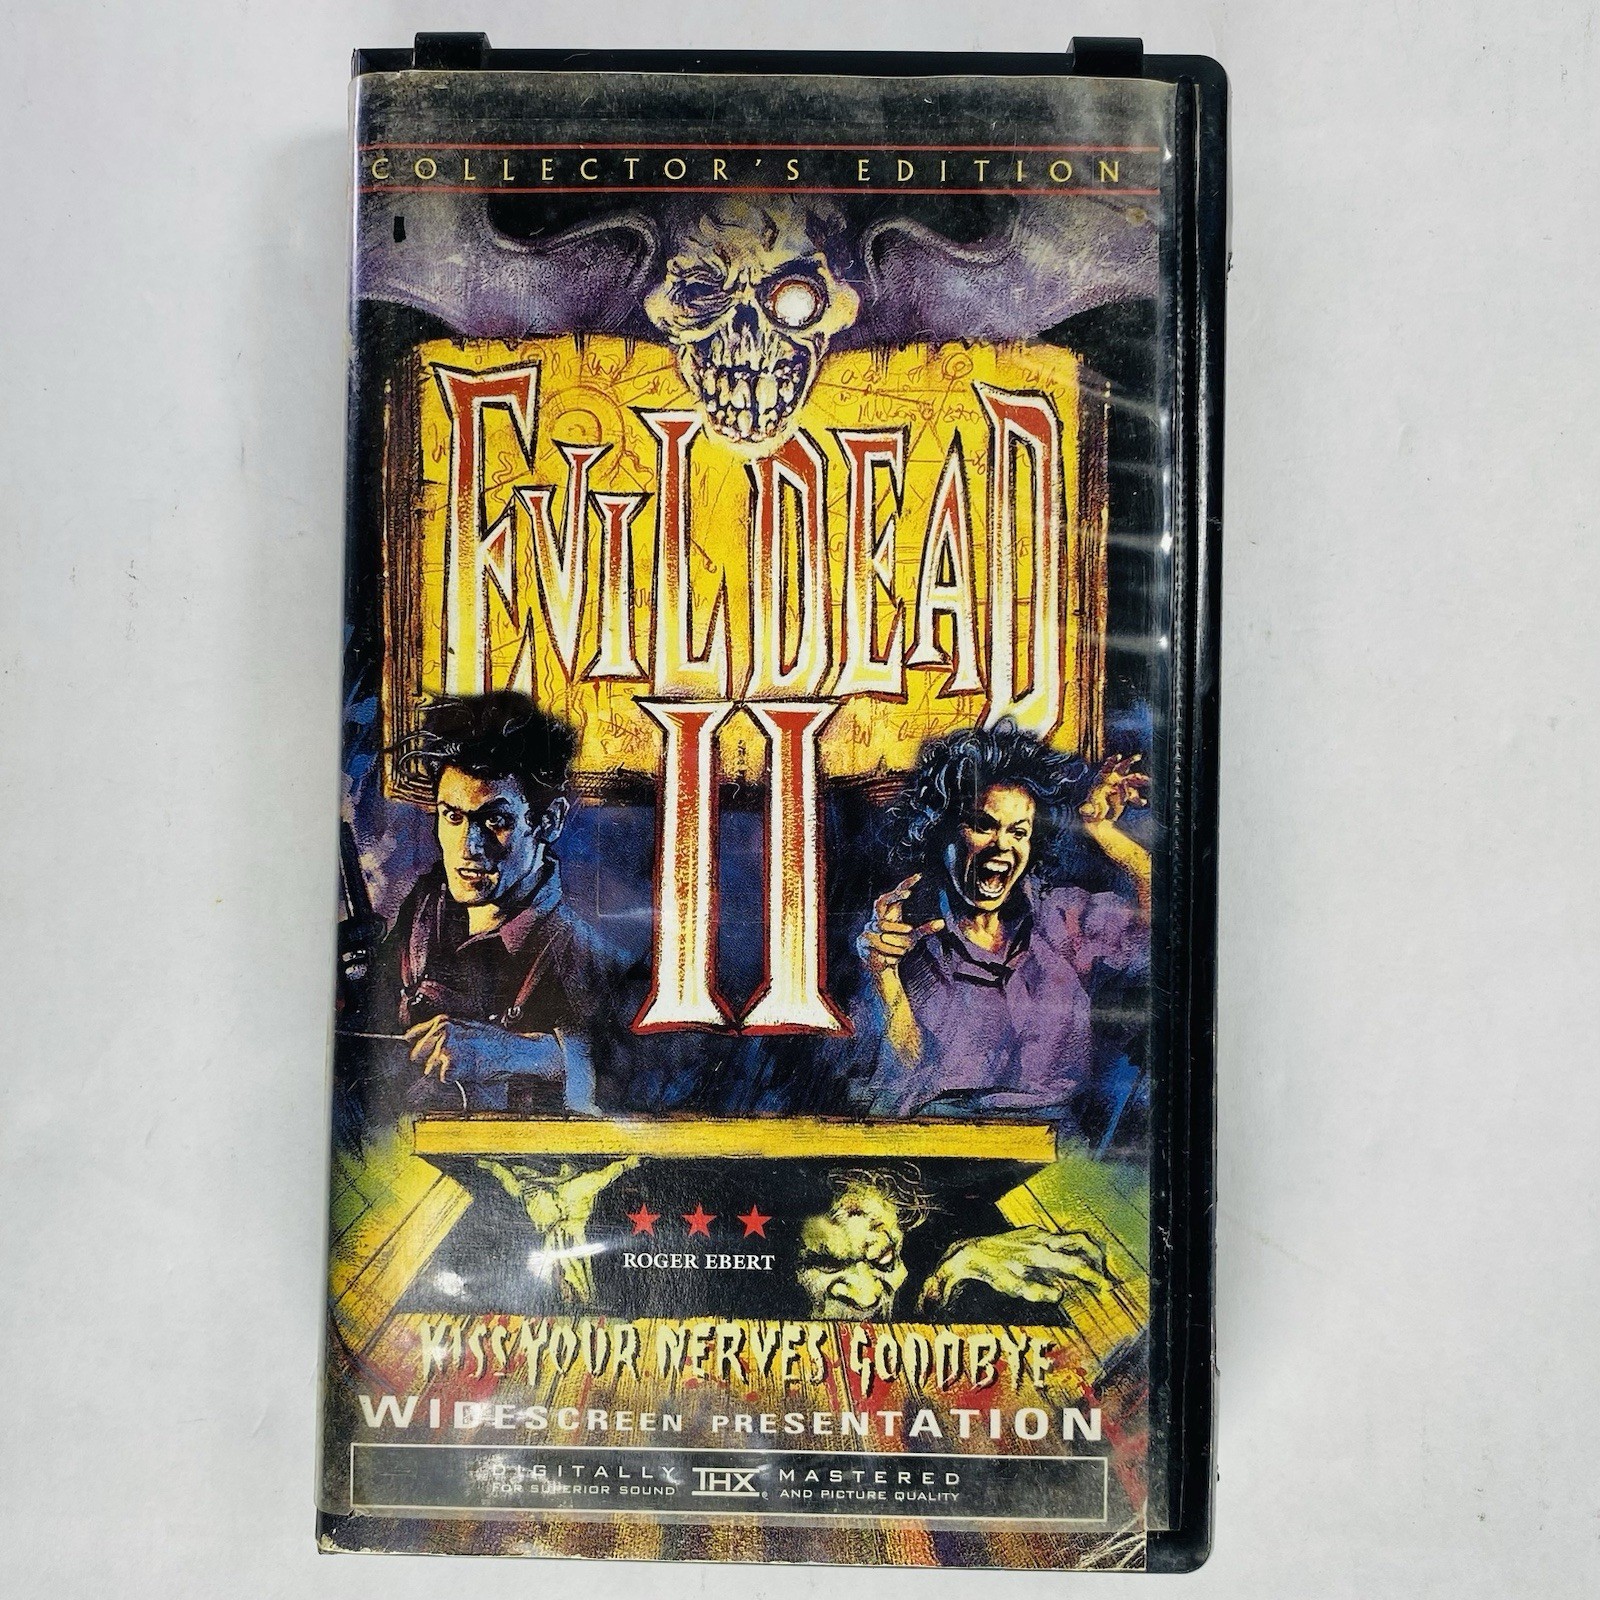 COLLECTOR'S EDITION
EVIL DEAD
II
ROGER EBERT
KISS YOUR NERVES GOODBYE
WIDESCREEN PRESENTATION
DIGITALLY THX MASTERED
FOR SUPERIOR SOUND AND PICTURE QUALITY